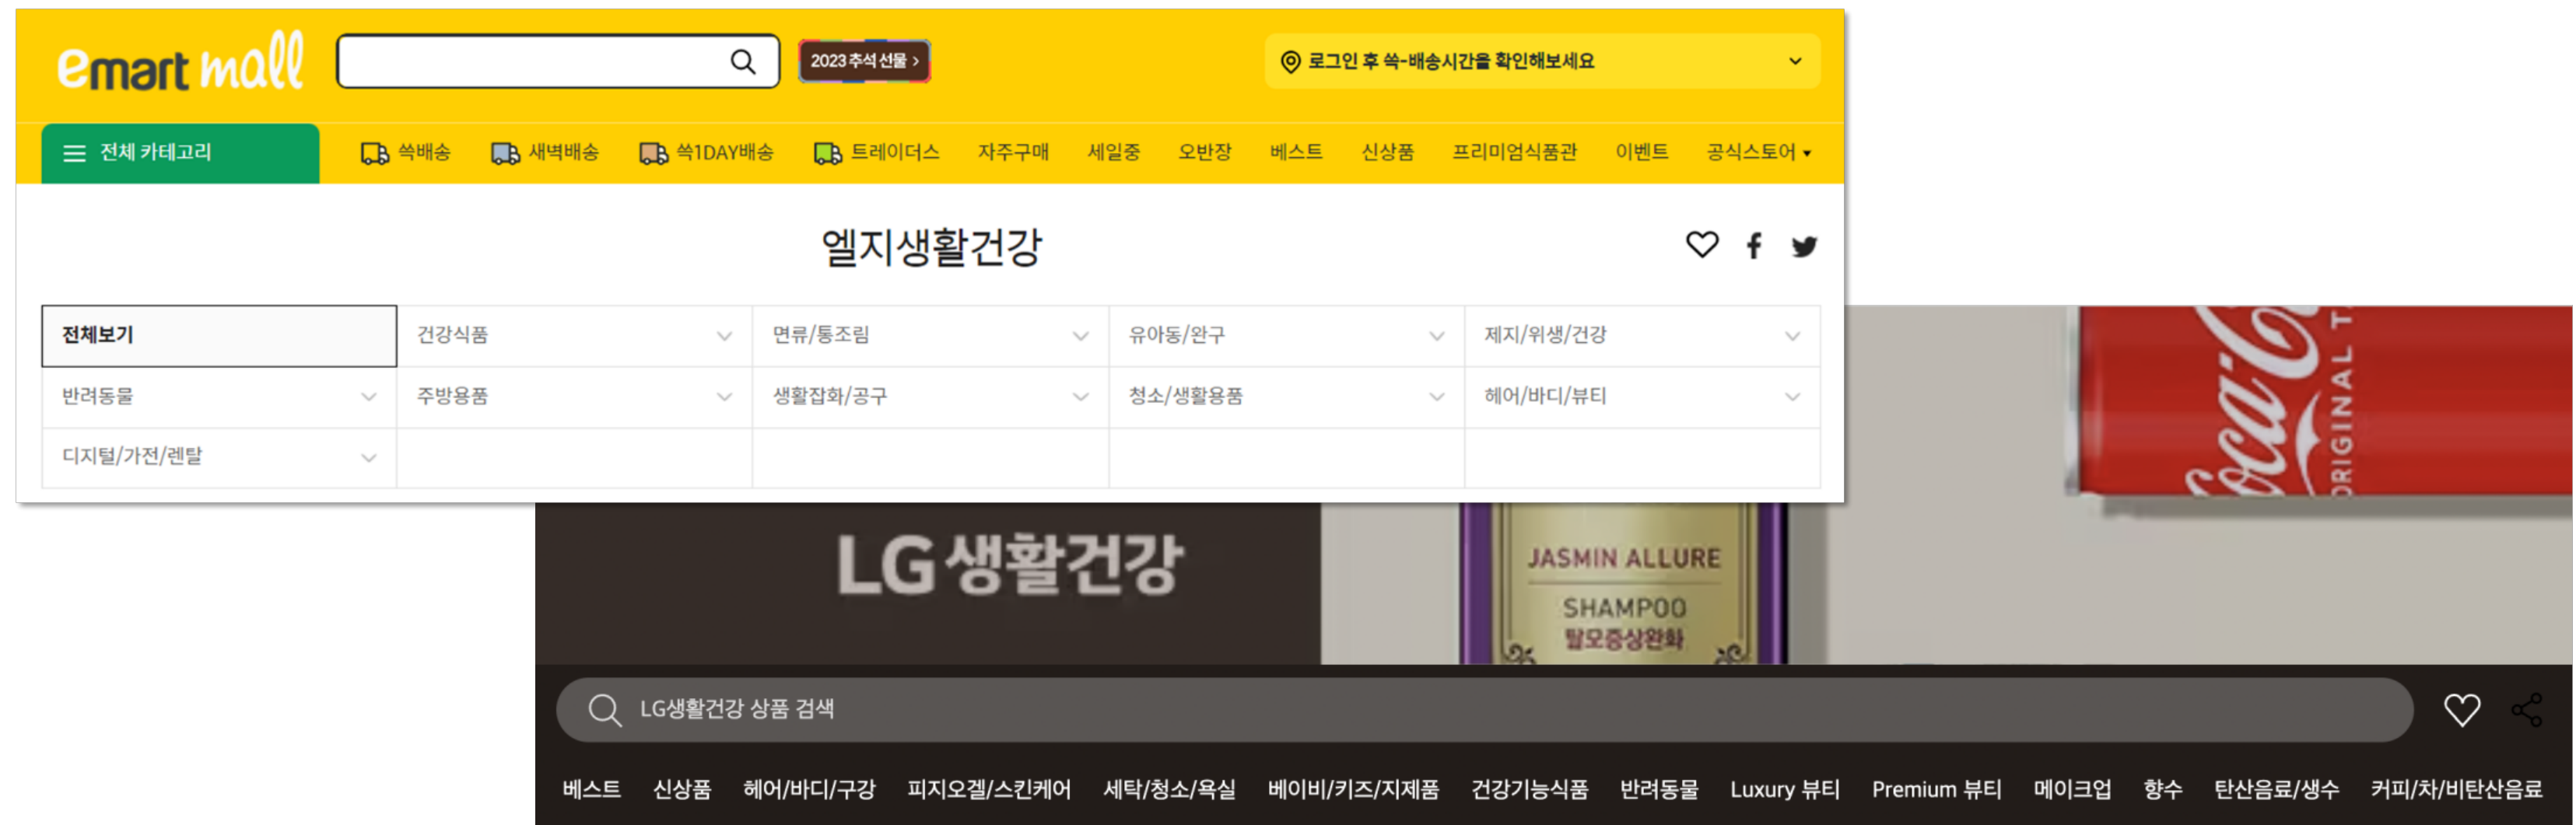 emart mall
2023 추석 선물 >
로그인 후 쓱-배송시간을 확인해보세요
전체 카테고리
쓱배송 새벽배송 쓱1DAY배송 트레이더스 자주구매 세일중 오반장 베스트 신상품 프리미엄식품관 이벤트 공식스토어
엘지생활건강
전체보기 건강식품 면류/통조림 유아동/완구 제지/위생/건강
반려동물 주방용품 생활잡화/공구 청소/생활용품 헤어/바디/뷰티
디지털/가전/렌탈
Coca-Co
ORIGINAL TA
LG생활건강
JASMIN ALLURE
SHAMPOO
탈모증상완화
LG생활건강 상품 검색
베스트 신상품 헤어/바디/구강 피지오겔/스킨케어 세탁/청소/욕실 베이비/키즈/지제품 건강기능식품 반려동물 Luxury 뷰티 Premium 뷰티 메이크업 향수 탄산음료/생수 커피/차/비탄산음료